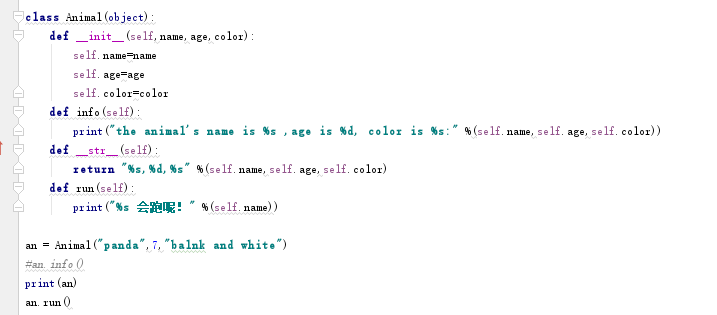 class Animal(object):
    def __init__(self,name,age,color):
        self.name=name
        self.age=age
        self.color=color
    def info(self):
        print("the animal's name is %s ,age is %d, color is %s:" %(self.name,self.age,self.color))
    def __str__(self):
        return "%s,%d,%s" %(self.name,self.age,self.color)
    def run(self):
        print("%s 会跑呢！" %(self.name))
an = Animal("panda",7,"balnk and white")
#an.info()
print(an)
an.run()